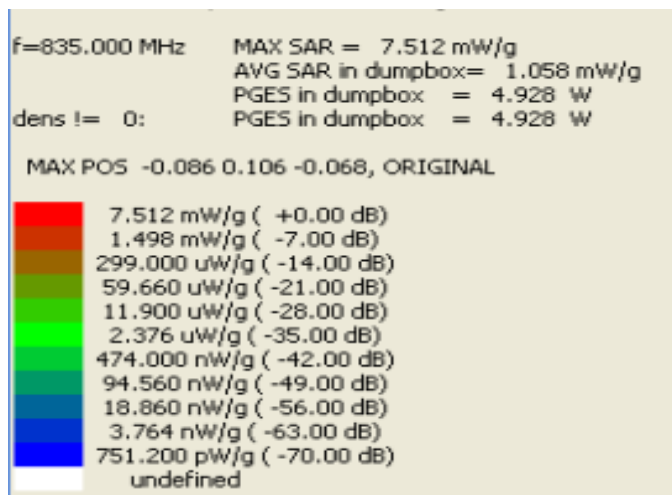 f=835.000 MHz MAX SAR = 7.512 mW/g
AVG SAR in dumpbox= 1.058 mW/g
PGES in dumpbox = 4.928 W
dens != 0: PGES in dumpbox = 4.928 W
MAX POS -0.086 0.106 -0.068, ORIGINAL
7.512 mW/g ( +0.00 dB)
1.498 mW/g ( -7.00 dB)
299.000 uW/g ( -14.00 dB)
59.660 uW/g ( -21.00 dB)
11.900 uW/g ( -28.00 dB)
2.376 uW/g ( -35.00 dB)
474.000 nW/g ( -42.00 dB)
94.560 nW/g ( -49.00 dB)
18.860 nW/g ( -56.00 dB)
3.764 nW/g ( -63.00 dB)
751.200 pW/g ( -70.00 dB)
undefined